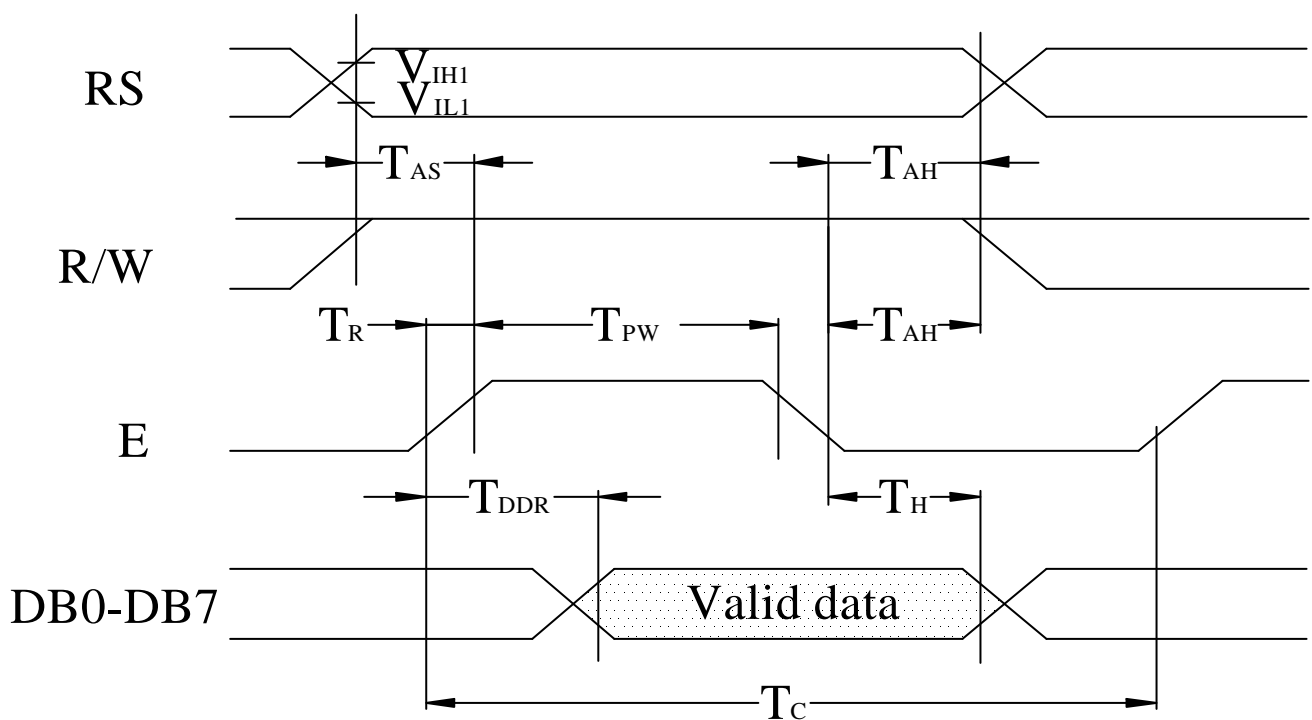 RS
VIH1
VIL1
TAS
TAH
R/W
TR
TPW
TAH
E
TDDR
TH
DB0-DB7
Valid data
TC